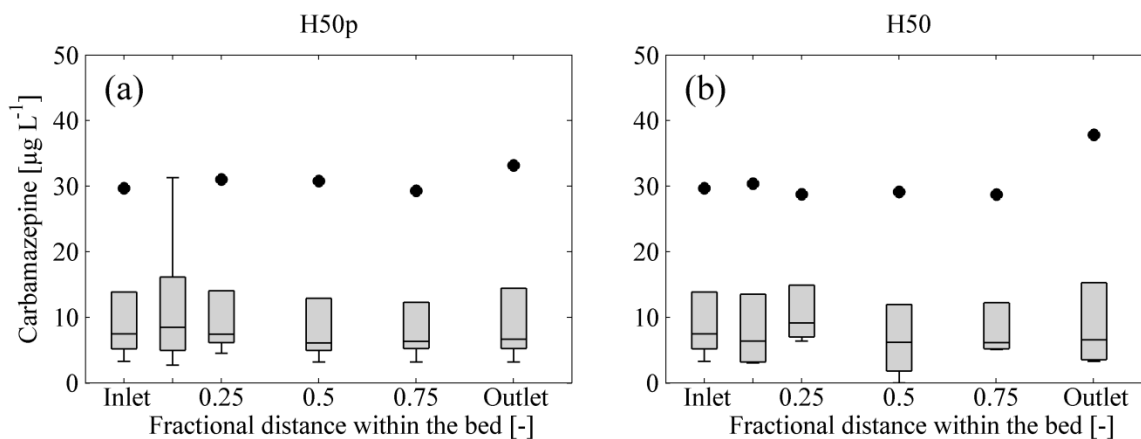 H50p
H50
(a)
(b)
Carbamazepine [µg L⁻¹]
50
40
30
20
10
0
50
40
30
20
10
0
Inlet 0.25 0.5 0.75 Outlet
Inlet 0.25 0.5 0.75 Outlet
Fractional distance within the bed [-]
Fractional distance within the bed [-]